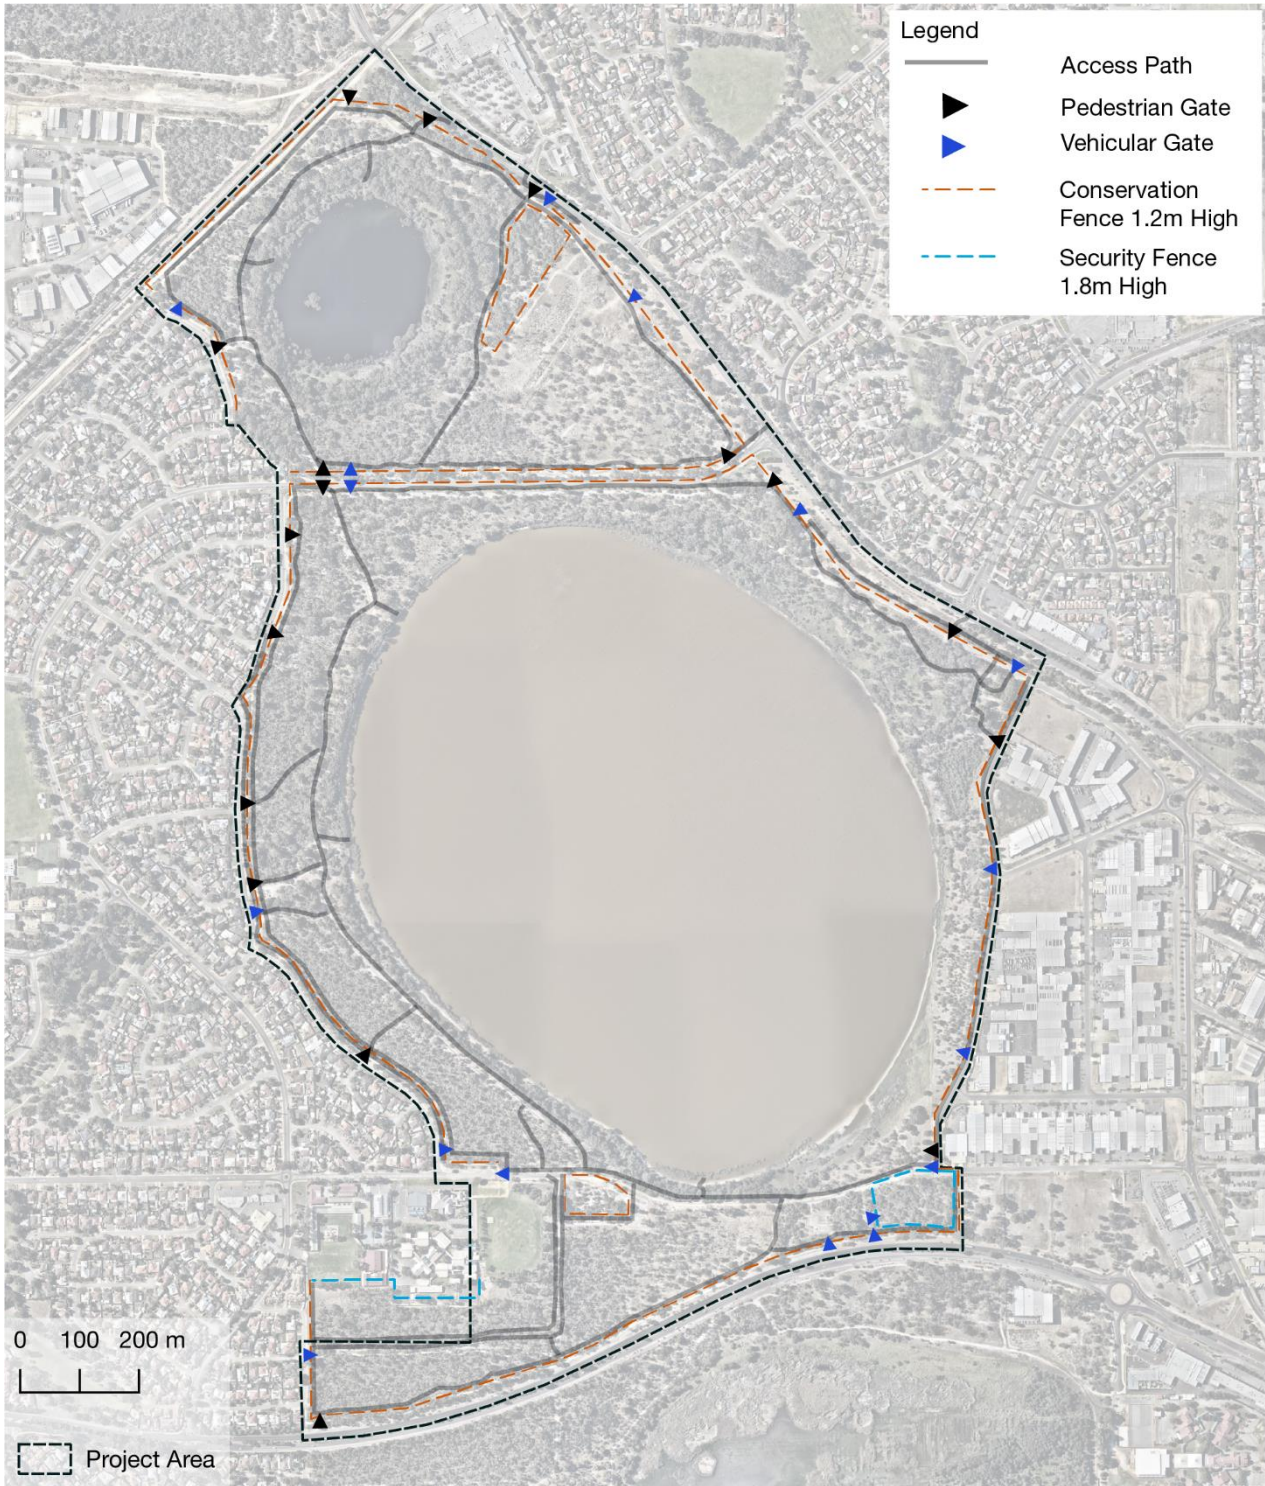 Legend
Access Path
Pedestrian Gate
Vehicular Gate
Conservation
Fence 1.2m High
Security Fence
1.8m High
0 100 200 m
Project Area